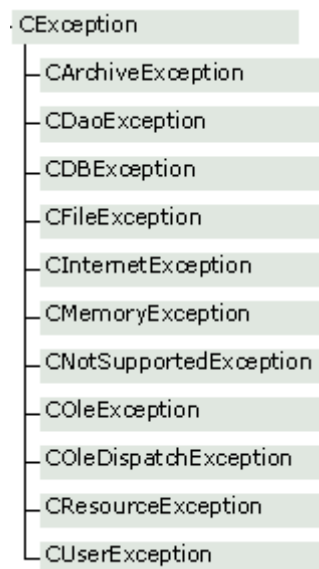 CException
CArchiveException
CDaoException
CDBException
CFileException
CInternetException
CMemoryException
CNotSupportedException
COleException
COleDispatchException
CResourceException
CUserException